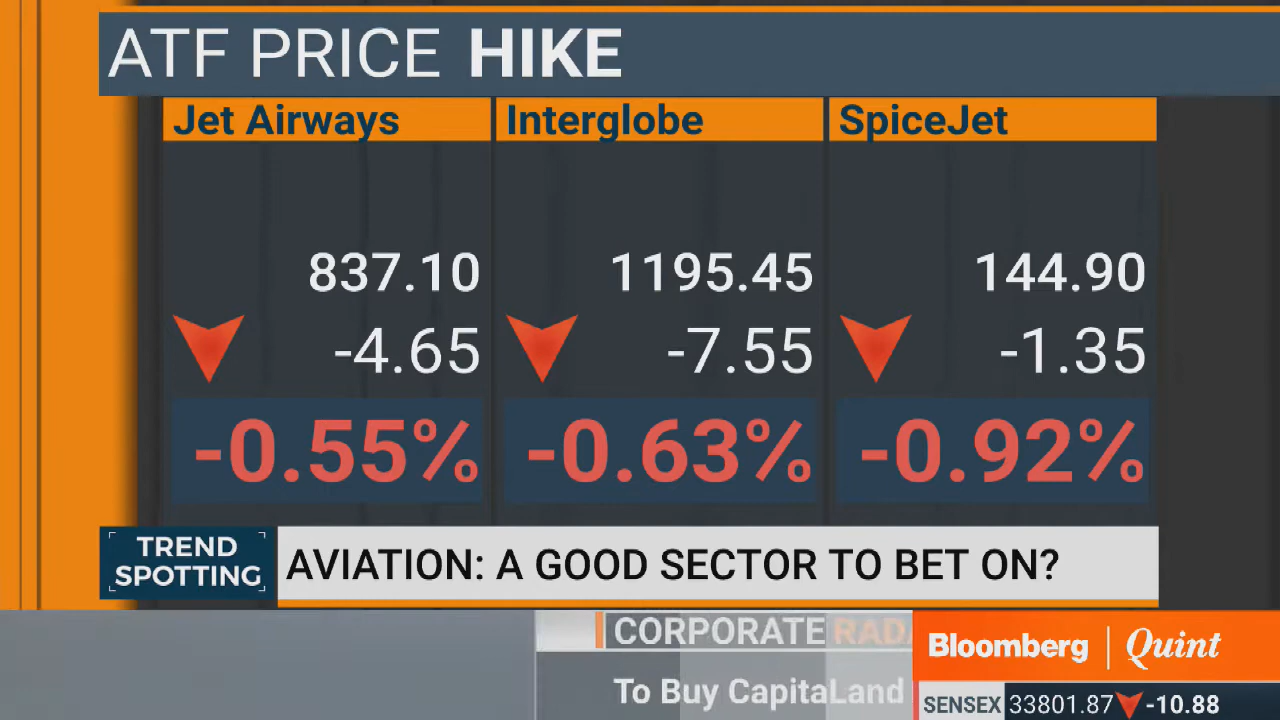 ATF PRICE HIKE
Jet Airways
Interglobe
SpiceJet
837.10
1195.45
144.90
-4.65
-7.55
-1.35
-0.55%
-0.63%
-0.92%
TREND
SPOTTING
AVIATION: A GOOD SECTOR TO BET ON?
CORPORATE RADA
To Buy CapitaLand
Bloomberg | Quint
SENSEX 33801.87 -10.88